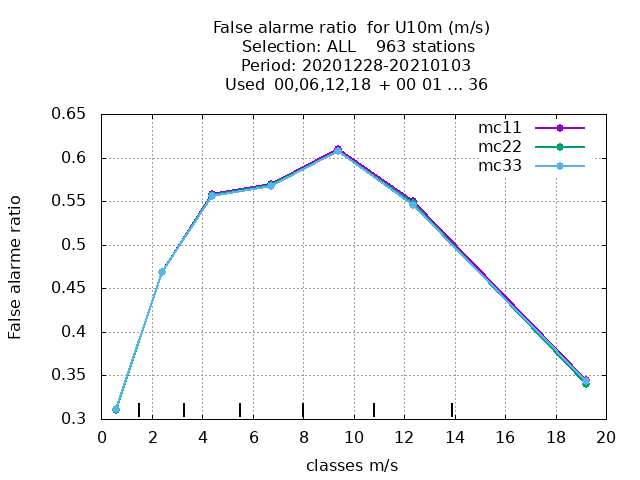 False alarme ratio  for U10m (m/s)
Selection: ALL    963 stations
Period: 20201228-20210103
Used  00,06,12,18  + 00 01 ... 36
mc11
mc22
mc33
False alarme ratio
0.65
0.6
0.55
0.5
0.45
0.4
0.35
0.3
0 2 4 6 8 10 12 14 16 18 20
classes m/s